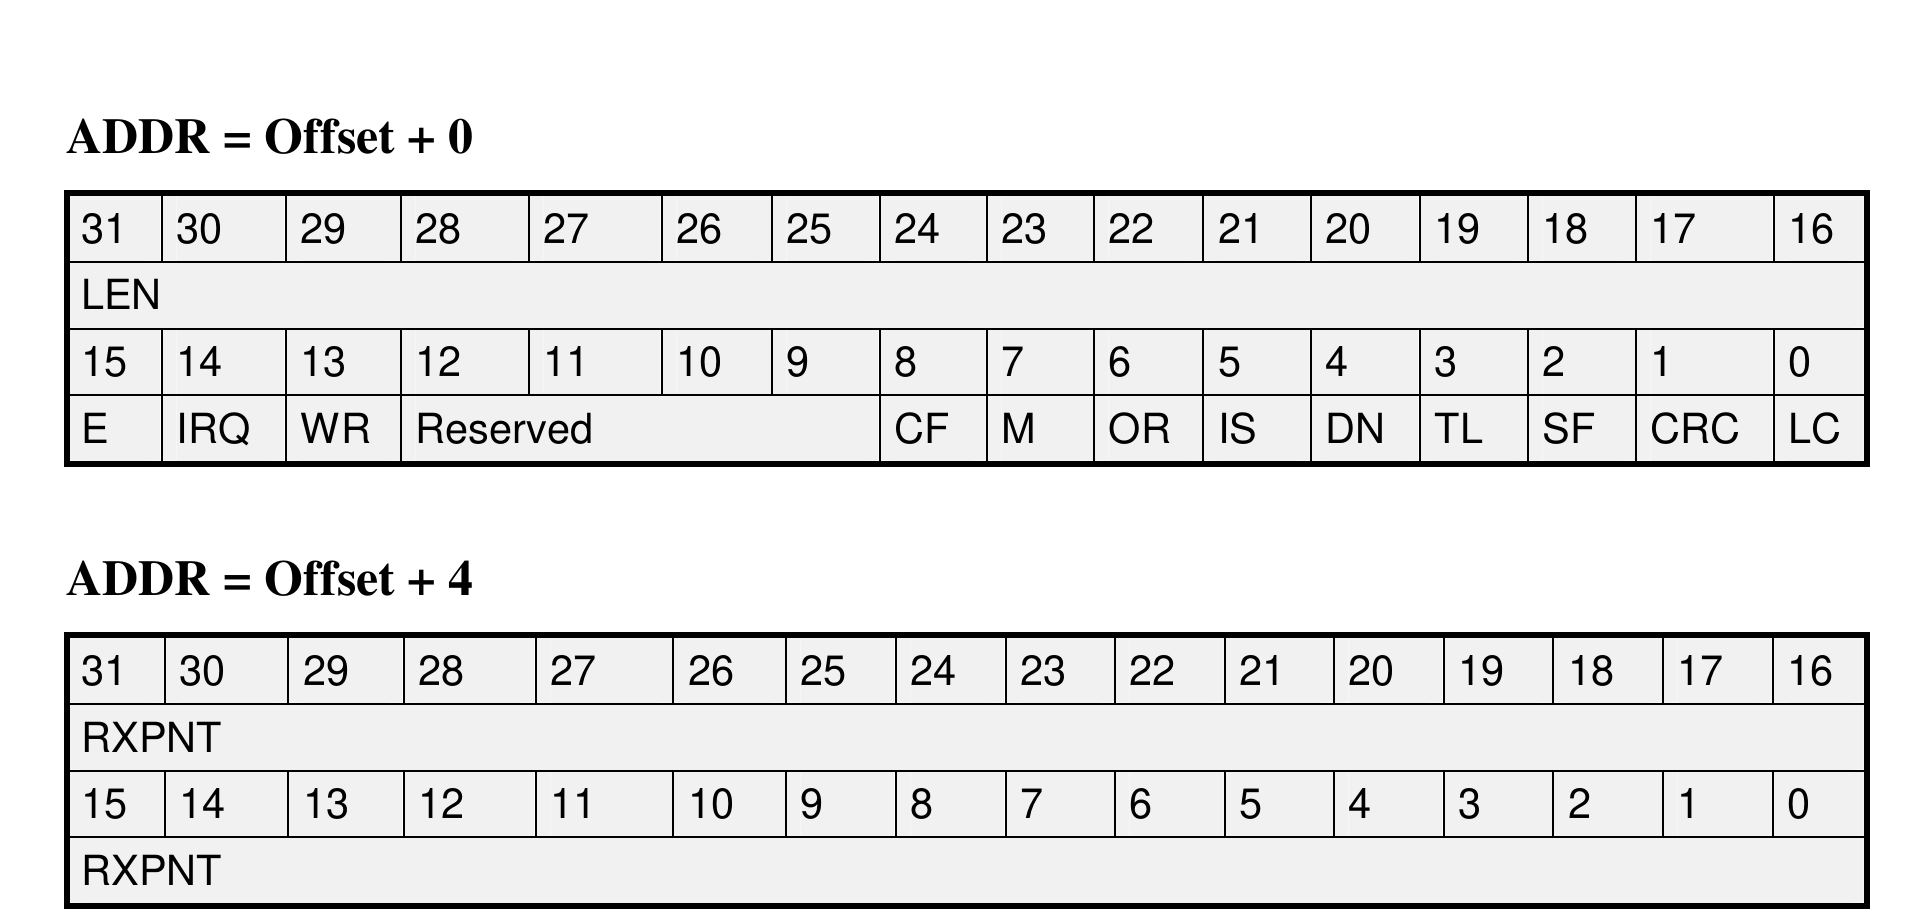 ADDR = Offset + 0
31 30 29 28 27 26 25 24 23 22 21 20 19 18 17 16
LEN
15 14 13 12 11 10 9 8 7 6 5 4 3 2 1 0
E IRQ WR Reserved CF M OR IS DN TL SF CRC LC
ADDR = Offset + 4
31 30 29 28 27 26 25 24 23 22 21 20 19 18 17 16
RXPNT
15 14 13 12 11 10 9 8 7 6 5 4 3 2 1 0
RXPNT